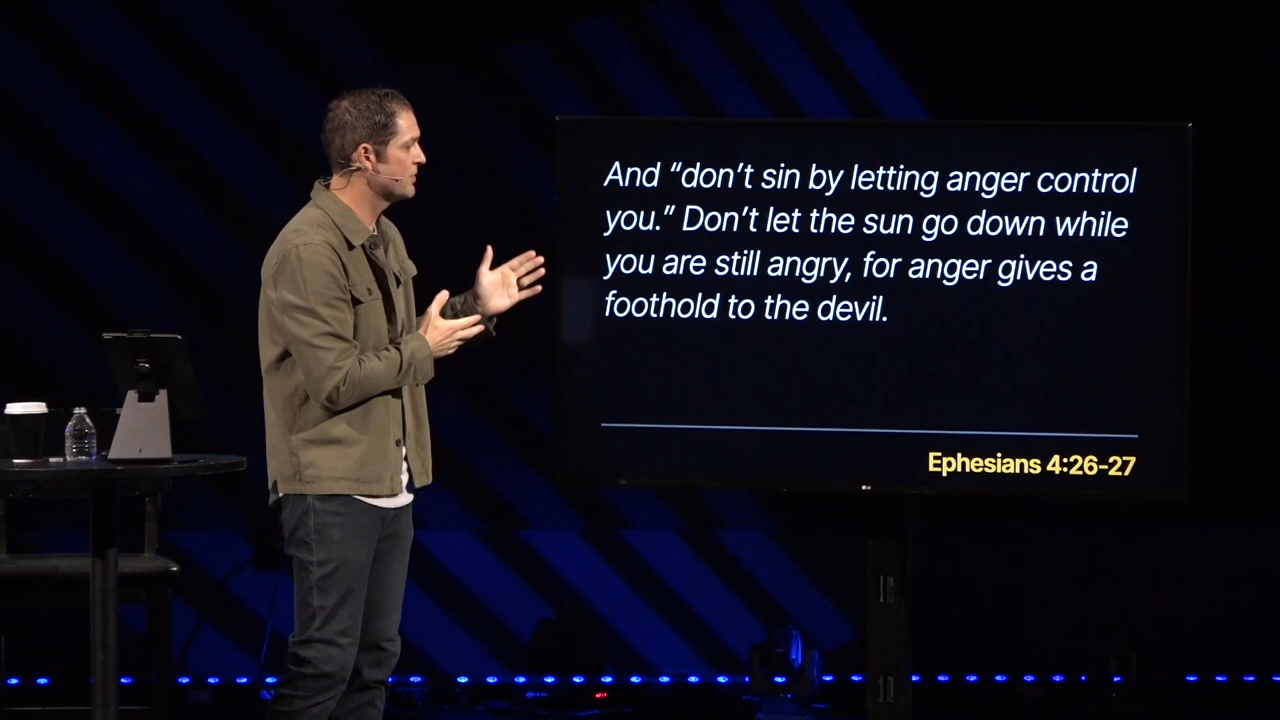 And “don’t sin by letting anger control
you.” Don’t let the sun go down while
you are still angry, for anger gives a
foothold to the devil.
Ephesians 4:26-27
LG